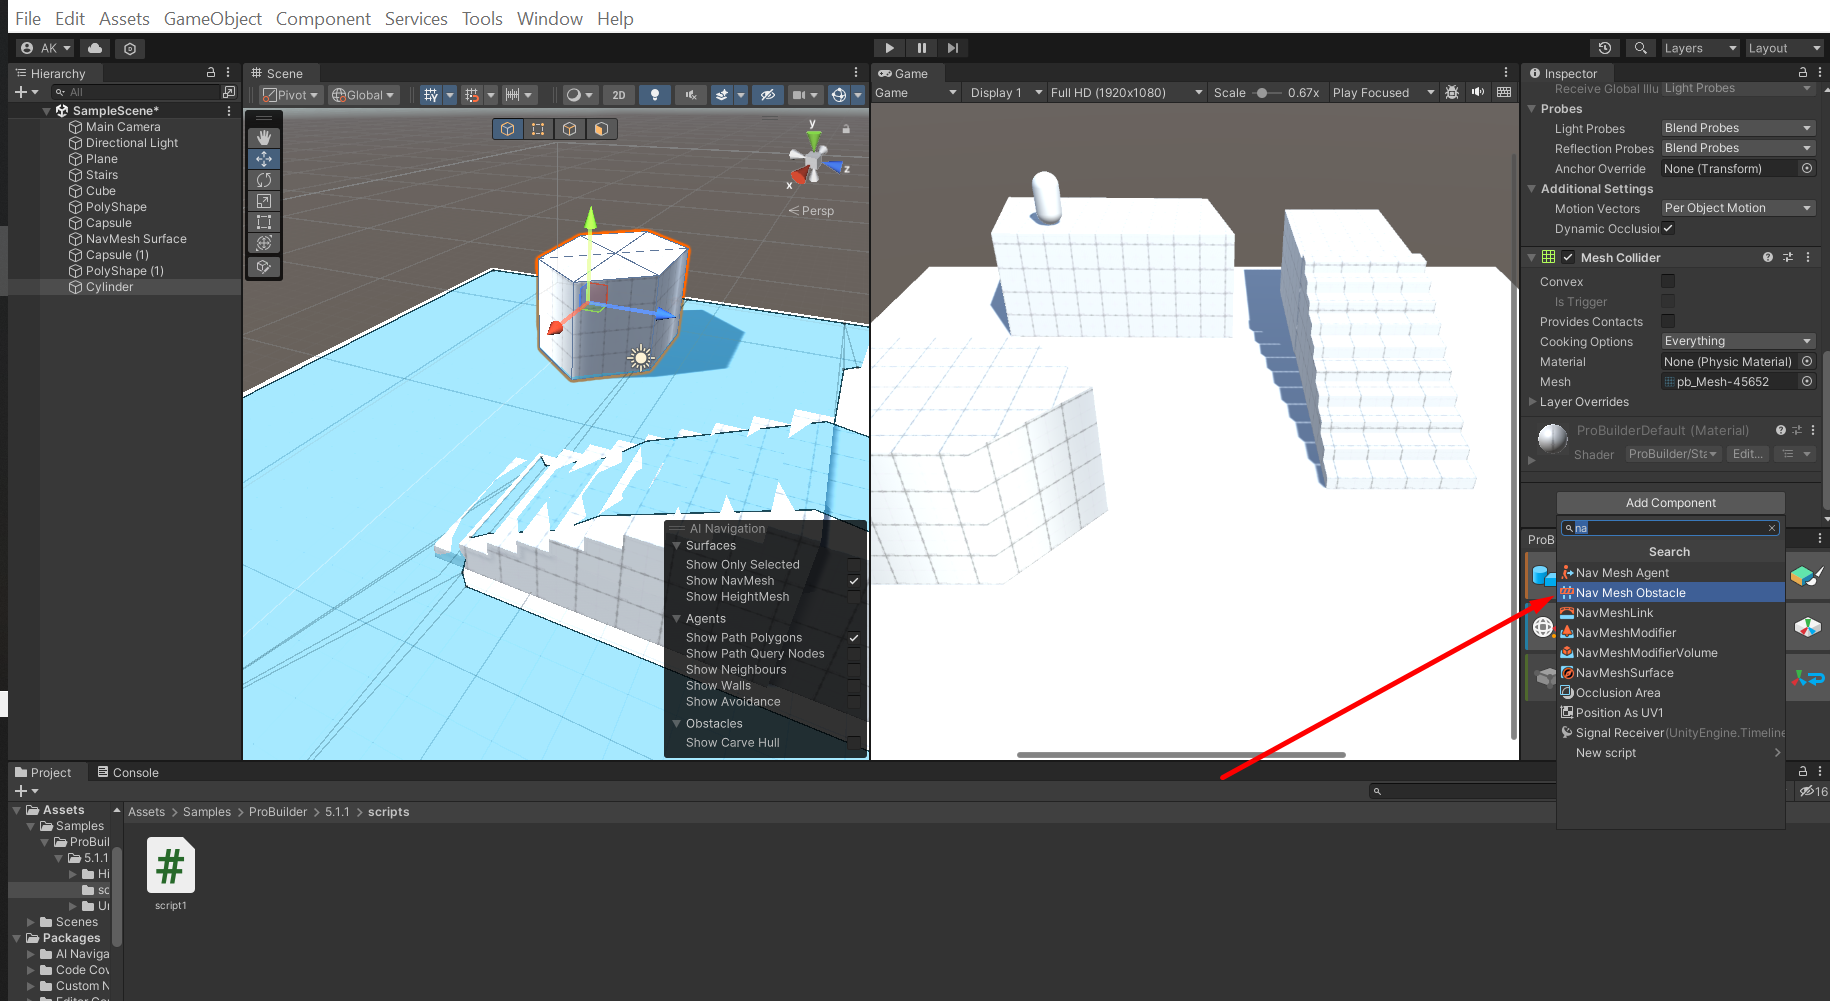 File Edit Assets GameObject Component Services Tools Window Help
AK
Layers
Layout
Hierarchy
All
SampleScene*
Main Camera
Directional Light
Plane
Stairs
Cube
PolyShape
Capsule
NavMesh Surface
Capsule (1)
PolyShape (1)
Cylinder
Scene
Pivot
Global
2D
y
z
x
Persp
AI Navigation
Surfaces
Show Only Selected
Show NavMesh
Show HeightMesh
Agents
Show Path Polygons
Show Path Query Nodes
Show Neighbours
Show Walls
Show Avoidance
Obstacles
Show Carve Hull
Game
Game
Display 1
Full HD (1920x1080)
Scale
0.67x
Play Focused
Inspector
Receive Global Illu Light Probes
Probes
Light Probes Blend Probes
Reflection Probes Blend Probes
Anchor Override None (Transform)
Additional Settings
Motion Vectors Per Object Motion
Dynamic Occlusion
Mesh Collider
Convex
Is Trigger
Provides Contacts
Cooking Options Everything
Material None (Physic Material)
Mesh pb_Mesh-45652
Layer Overrides
ProBuilderDefault (Material)
Shader ProBuilder/Sta Edit...
Add Component
ProB
na
Search
Nav Mesh Agent
Nav Mesh Obstacle
NavMeshLink
NavMeshModifier
NavMeshModifierVolume
NavMeshSurface
Occlusion Area
Position As UV1
Signal Receiver (UnityEngine.Timeline
New script
Project
Console
16
Assets
Samples
ProBuil
5.1.1
Hi
sc
Ur
Scenes
Packages
AI Naviga
Code Cov
Custom N
Editor Co
Assets > Samples > ProBuilder > 5.1.1 > scripts
#
script1